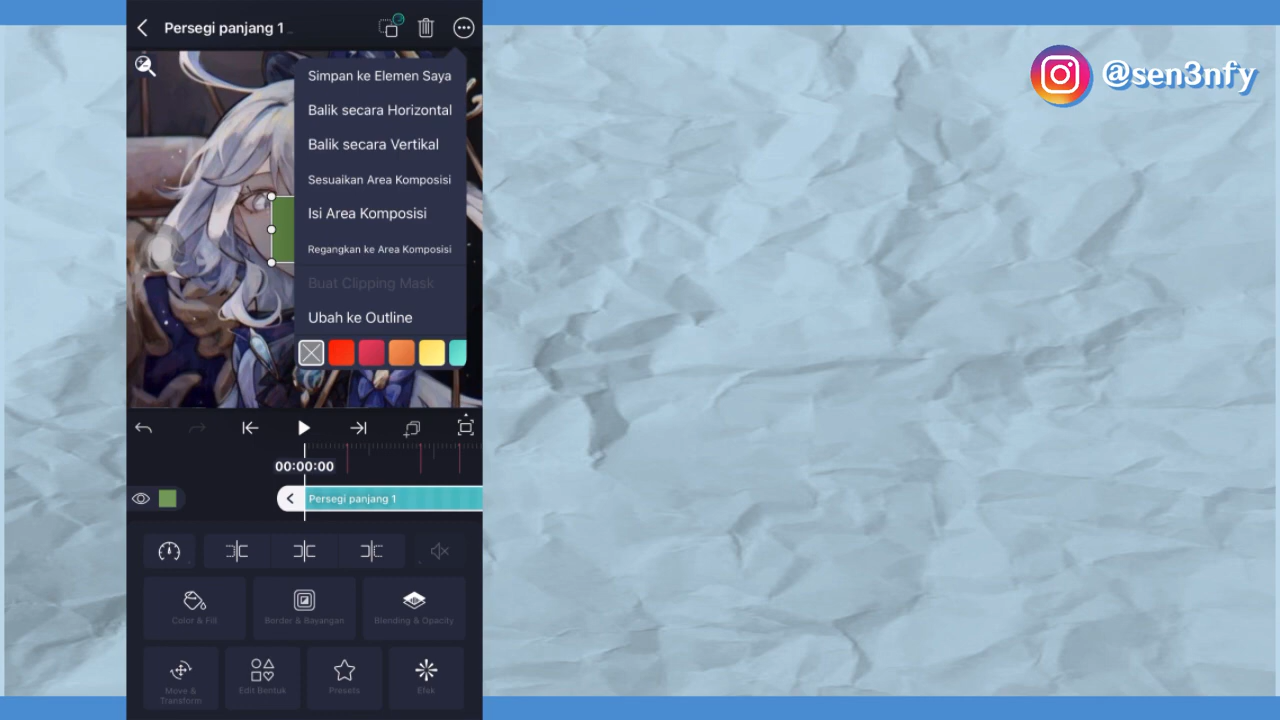 Persegi panjang 1
@sen3nfy
Simpan ke Elemen Saya
Balik secara Horizontal
Balik secara Vertikal
Sesuaikan Area Komposisi
Isi Area Komposisi
Regangkan ke Area Komposisi
Buat Clipping Mask
Ubah ke Outline
00:00:00
Persegi panjang 1
Color & Fill
Border & Bayangan
Blending & Opacity
Move &
Transform
Edit Bentuk
Presets
Efek